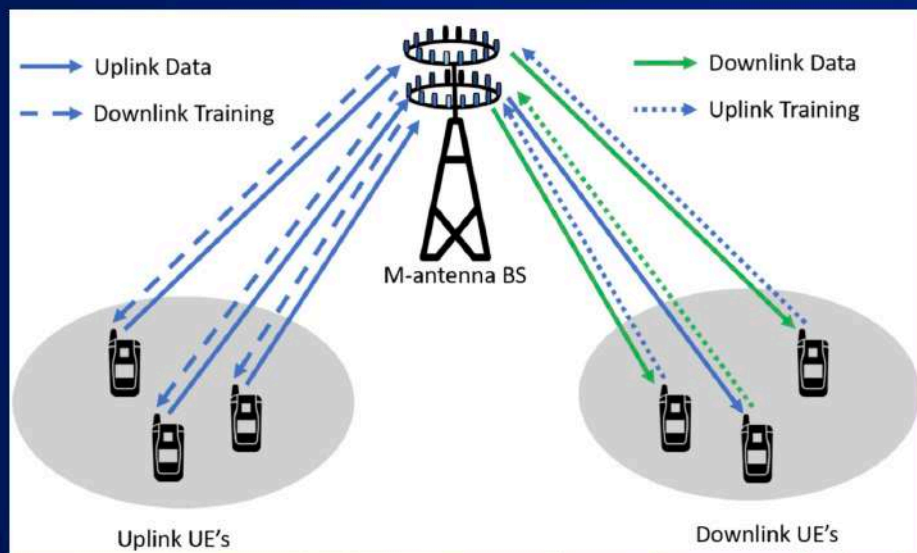 Uplink Data
Downlink Training
Downlink Data
Uplink Training
M-antenna BS
Uplink UE's
Downlink UE's